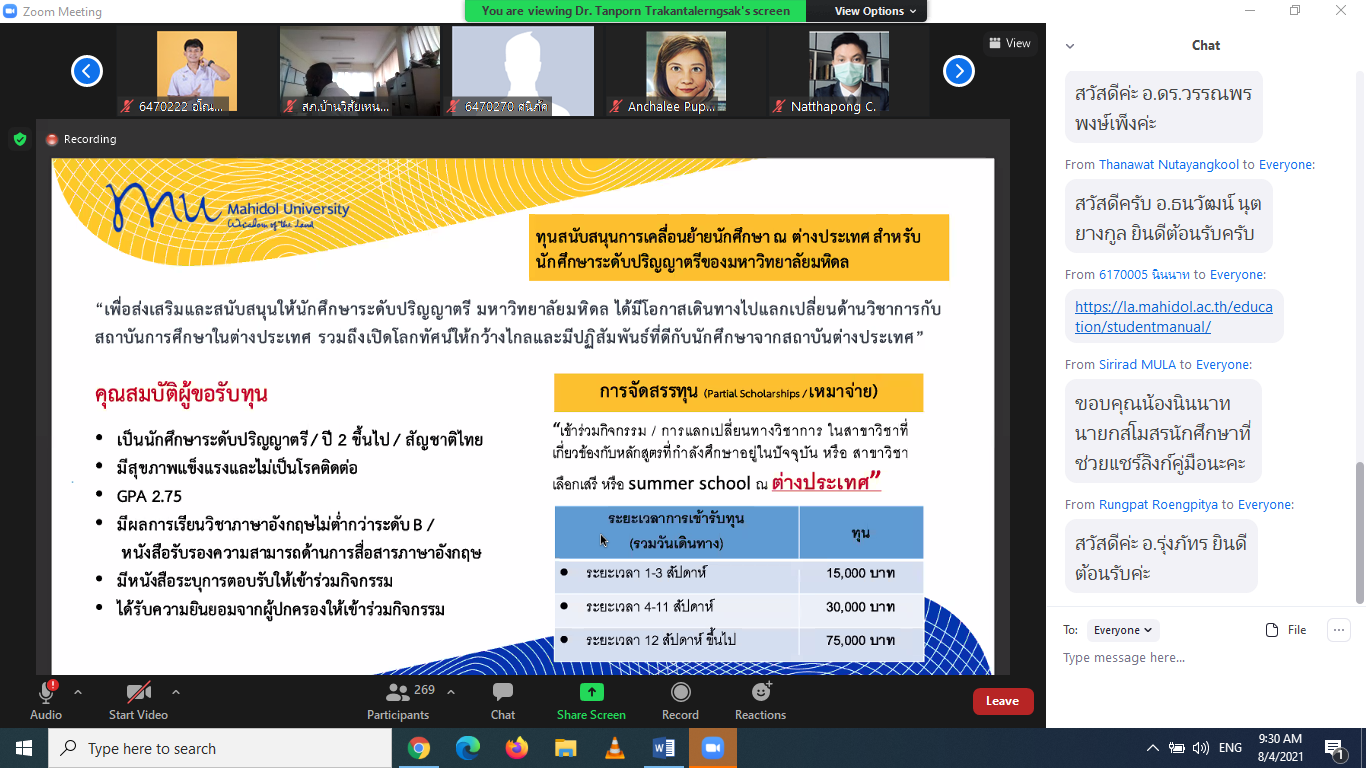 Zoom Meeting
You are viewing Dr. Tanporn Trakantalerngsak's screen
View Options
View
6470222
สภ.บ้านวิสัยเหน...
6470270 ศนิภัค
Anchalee Pup...
Natthapong C.
Recording
mu
Mahidol University
Wisdom of the Land
ทุนสนับสนุนการเคลื่อนย้ายนักศึกษา ณ ต่างประเทศ สำหรับ
นักศึกษาระดับปริญญาตรีของมหาวิทยาลัยมหิดล
“เพื่อส่งเสริมและสนับสนุนให้นักศึกษาระดับปริญญาตรี มหาวิทยาลัยมหิดล ได้มีโอกาสเดินทางไปแลกเปลี่ยนด้านวิชาการกับ
สถาบันการศึกษาในต่างประเทศ รวมถึงเปิดโลกทัศน์ให้กว้างไกลและมีปฏิสัมพันธ์ที่ดีกับนักศึกษาจากสถาบันต่างประเทศ”
คุณสมบัติผู้ขอรับทุน
• เป็นนักศึกษาระดับปริญญาตรี / ปี 2 ขึ้นไป / สัญชาติไทย
• มีสุขภาพแข็งแรงและไม่เป็นโรคติดต่อ
• GPA 2.75
• มีผลการเรียนวิชาภาษาอังกฤษไม่ต่ำกว่าระดับ B /
หนังสือรับรองความสามารถด้านการสื่อสารภาษาอังกฤษ
• มีหนังสือระบุการตอบรับให้เข้าร่วมกิจกรรม
• ได้รับความยินยอมจากผู้ปกครองให้เข้าร่วมกิจกรรม
การจัดสรรทุน (Partial Scholarships / เหมาจ่าย)
“เข้าร่วมกิจกรรม / การแลกเปลี่ยนทางวิชาการ ในสาขาวิชาที่
เกี่ยวข้องกับหลักสูตรที่กำลังศึกษาอยู่ในปัจจุบัน หรือ สาขาวิชา
เลือกเสรี หรือ summer school ณ ต่างประเทศ”
ระยะเวลาการเข้ารับทุน
(รวมวันเดินทาง)
ทุน
• ระยะเวลา 1-3 สัปดาห์ 15,000 บาท
• ระยะเวลา 4-11 สัปดาห์ 30,000 บาท
• ระยะเวลา 12 สัปดาห์ ขึ้นไป 75,000 บาท
Chat
สวัสดีค่ะ อ.ดร.วรรณพร
พงษ์เพ็งค่ะ
From Thanawat Nutayangkool to Everyone:
สวัสดีครับ อ.ธนวัฒน์ นุต
ยางกูล ยินดีต้อนรับครับ
From 6170005 นินนาท to Everyone:
https://la.mahidol.ac.th/educa
tion/studentmanual/
From Sirirad MULA to Everyone:
ขอบคุณน้องนินนาท
นายกสโมสรนักศึกษาที่
ช่วยแชร์ลิงก์คู่มือนะคะ
From Rungpat Roengpitya to Everyone:
สวัสดีค่ะ อ.รุ่งภัทร ยินดี
ต้อนรับค่ะ
To: Everyone
File
Type message here...
Audio
Start Video
269
Participants
Chat
Share Screen
Record
Reactions
Leave
Type here to search
ENG
9:30 AM
8/4/2021
1